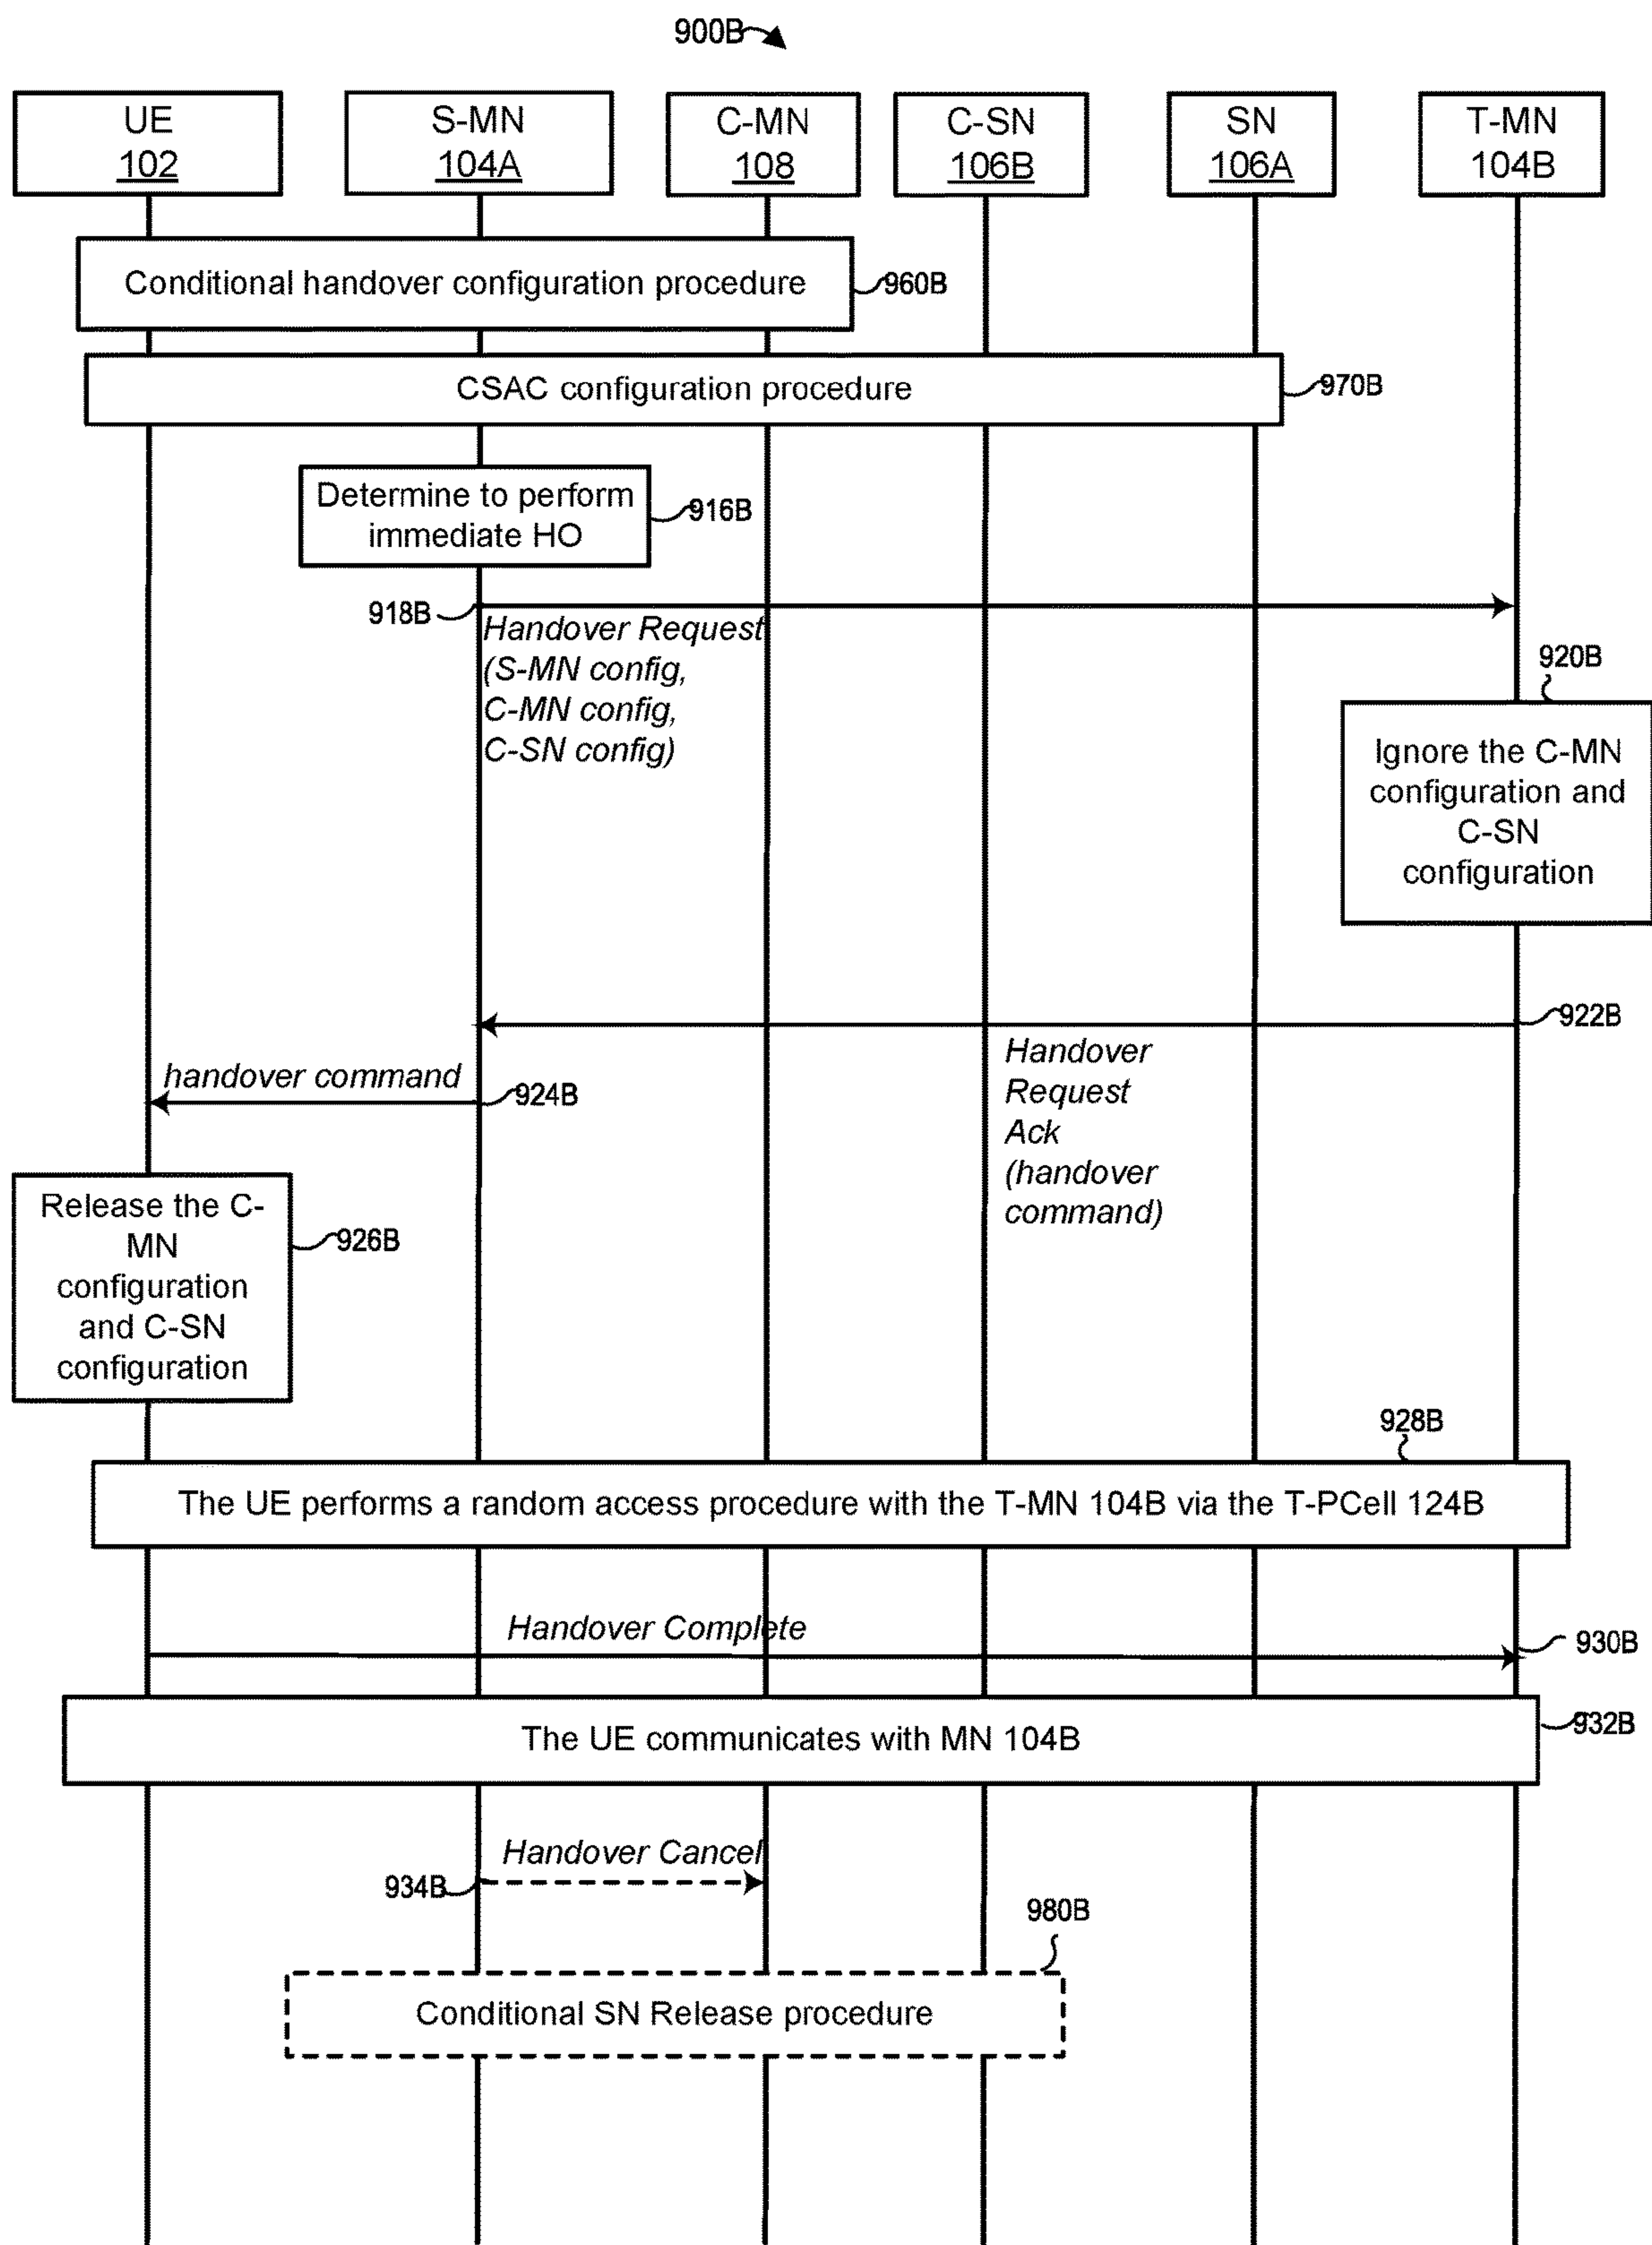 900B
UE
102
S-MN
104A
C-MN
108
C-SN
106B
SN
106A
T-MN
104B
Conditional handover configuration procedure
960B
CSAC configuration procedure
970B
Determine to perform
immediate HO
916B
918B
Handover Request
(S-MN config,
C-MN config,
C-SN config)
920B
Ignore the C-MN
configuration and
C-SN
configuration
922B
Handover
Request
Ack
(handover
command)
handover command
924B
Release the C-
MN
configuration
and C-SN
configuration
926B
928B
The UE performs a random access procedure with the T-MN 104B via the T-PCell 124B
Handover Complete
930B
The UE communicates with MN 104B
932B
Handover Cancel
934B
980B
Conditional SN Release procedure